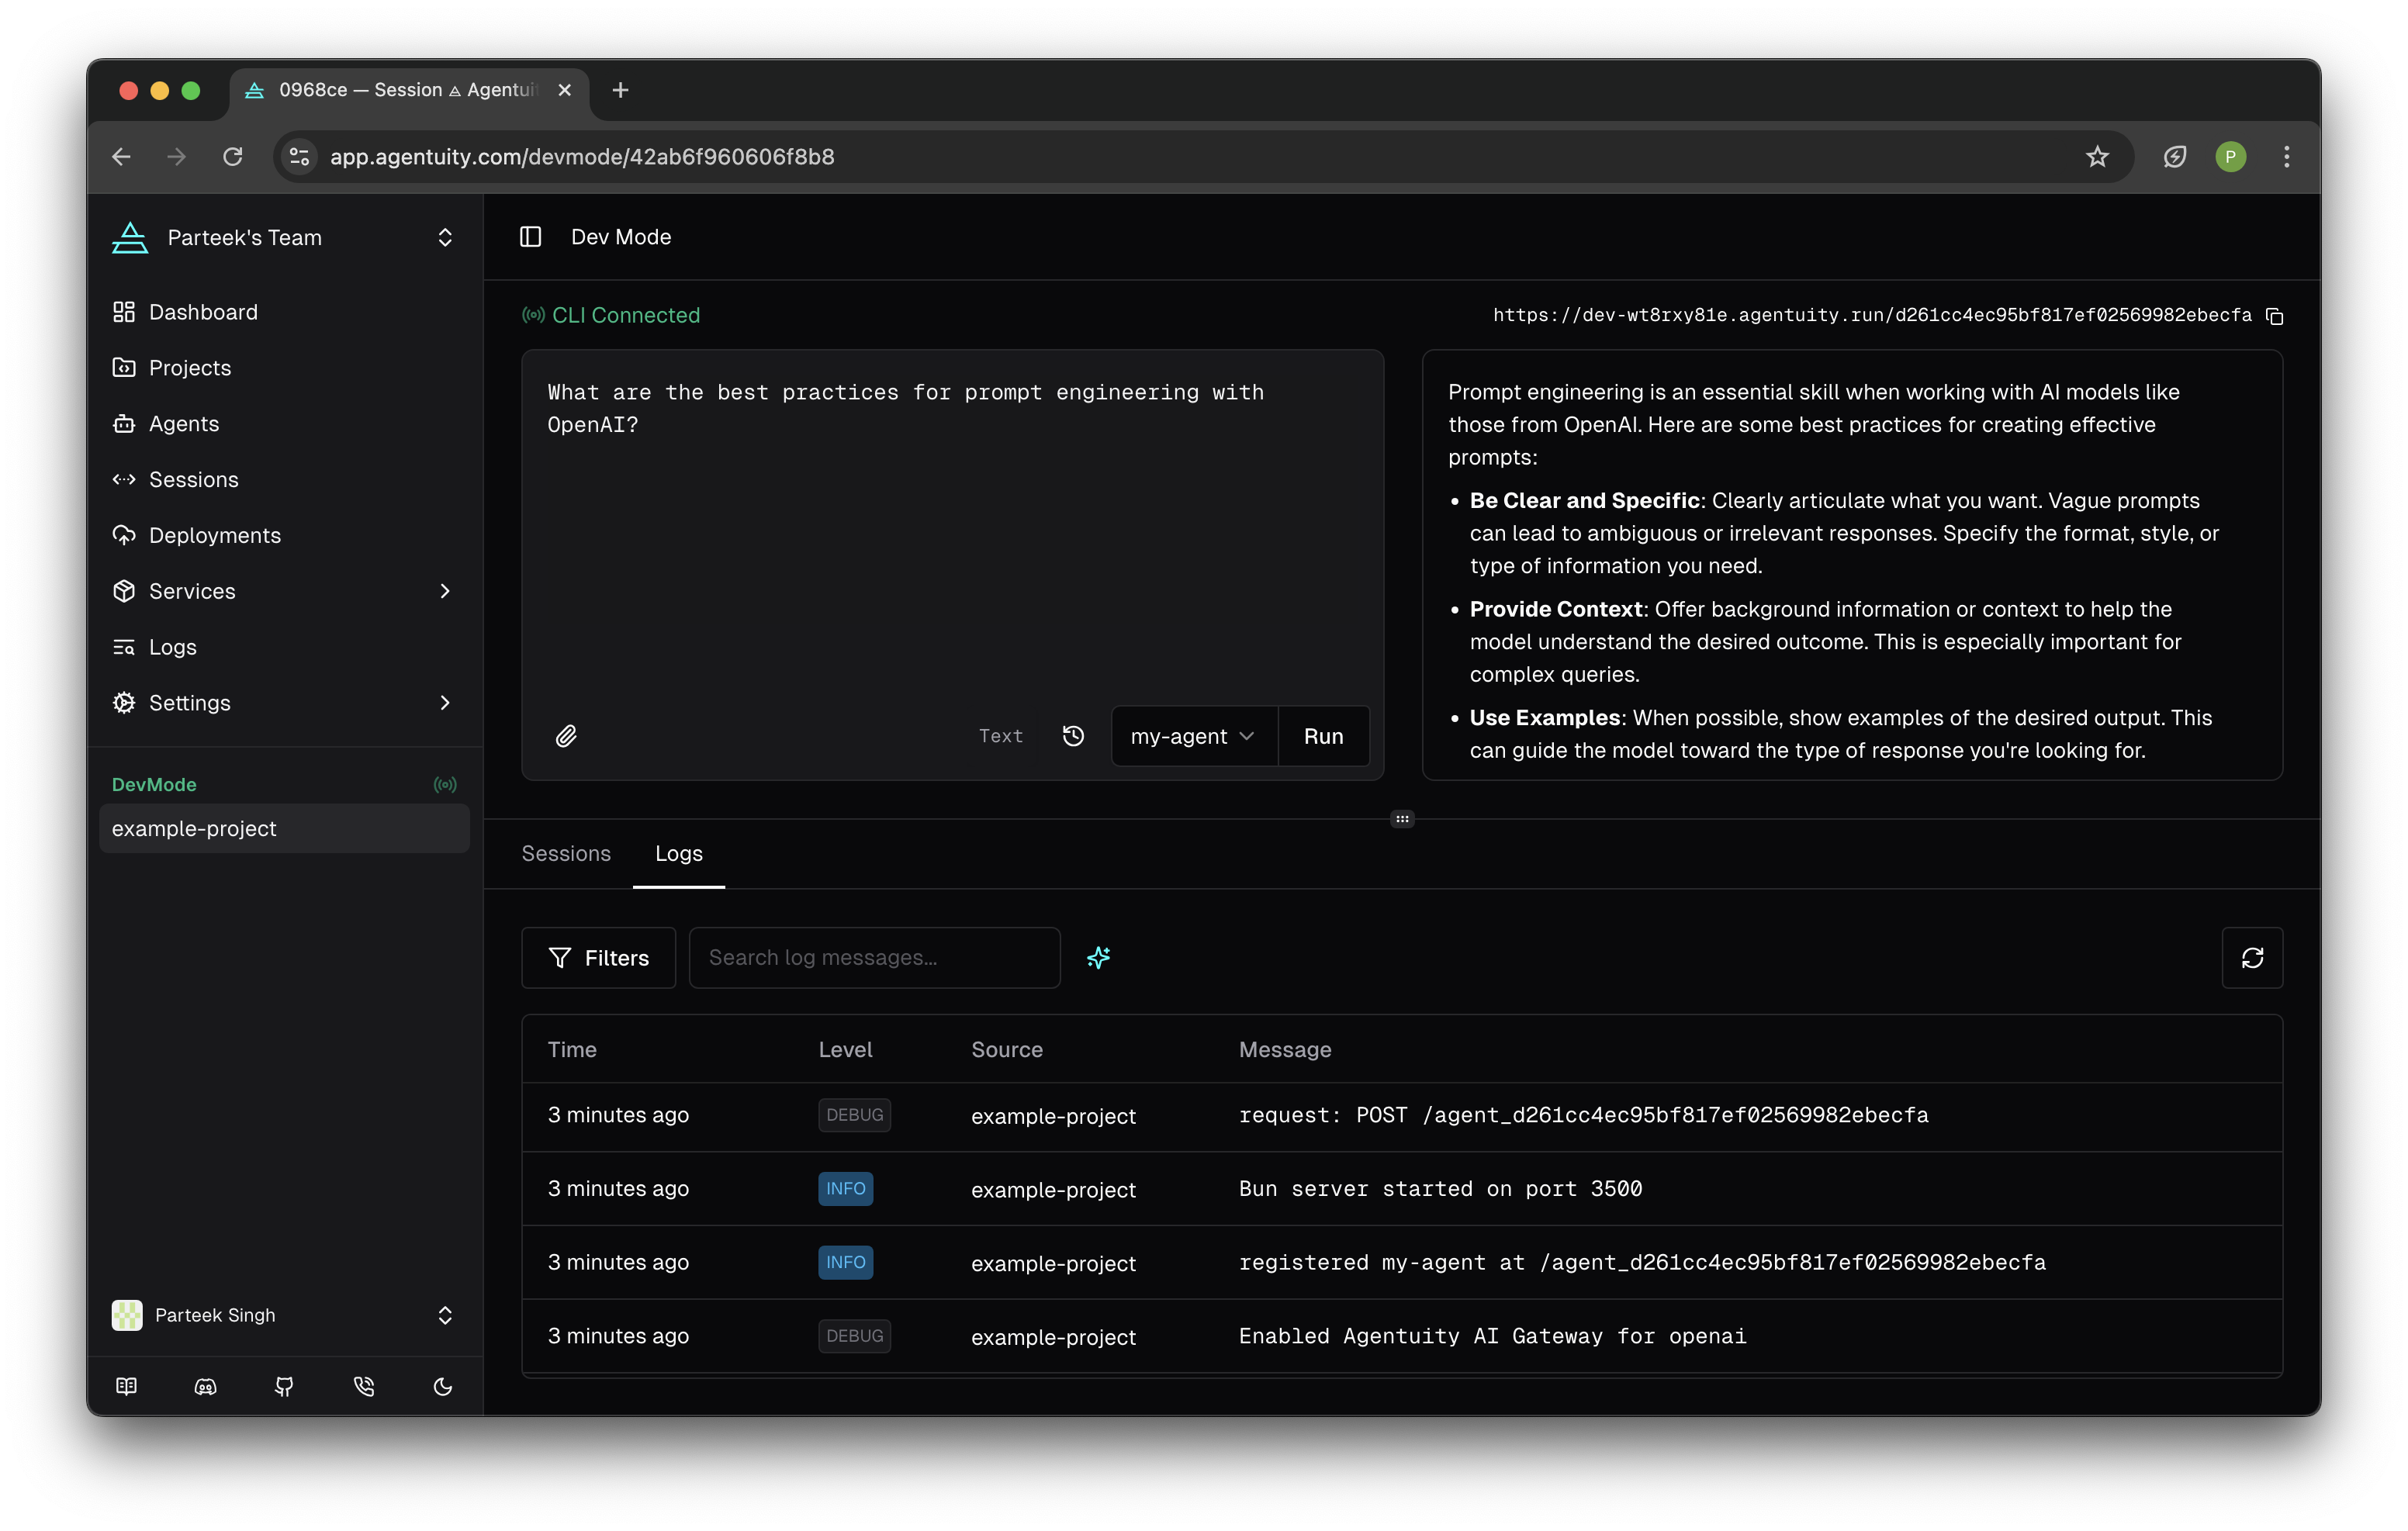 0968ce — Session ⟁ Agentui
app.agentuity.com/devmode/42ab6f960606f8b8
P
Parteek's Team
Dashboard
Projects
Agents
Sessions
Deployments
Services
Logs
Settings
DevMode
example-project
Parteek Singh
Dev Mode
CLI Connected
https://dev-wt8rxy81e.agentuity.run/d261cc4ec95bf817ef02569982ebecfa
What are the best practices for prompt engineering with
OpenAI?
Text
my-agent
Run
Prompt engineering is an essential skill when working with AI models like
those from OpenAI. Here are some best practices for creating effective
prompts:
• Be Clear and Specific: Clearly articulate what you want. Vague prompts
can lead to ambiguous or irrelevant responses. Specify the format, style, or
type of information you need.
• Provide Context: Offer background information or context to help the
model understand the desired outcome. This is especially important for
complex queries.
• Use Examples: When possible, show examples of the desired output. This
can guide the model toward the type of response you're looking for.
Sessions Logs
Filters
Search log messages...
Time Level Source Message
3 minutes ago DEBUG example-project request: POST /agent_d261cc4ec95bf817ef02569982ebecfa
3 minutes ago INFO example-project Bun server started on port 3500
3 minutes ago INFO example-project registered my-agent at /agent_d261cc4ec95bf817ef02569982ebecfa
3 minutes ago DEBUG example-project Enabled Agentuity AI Gateway for openai